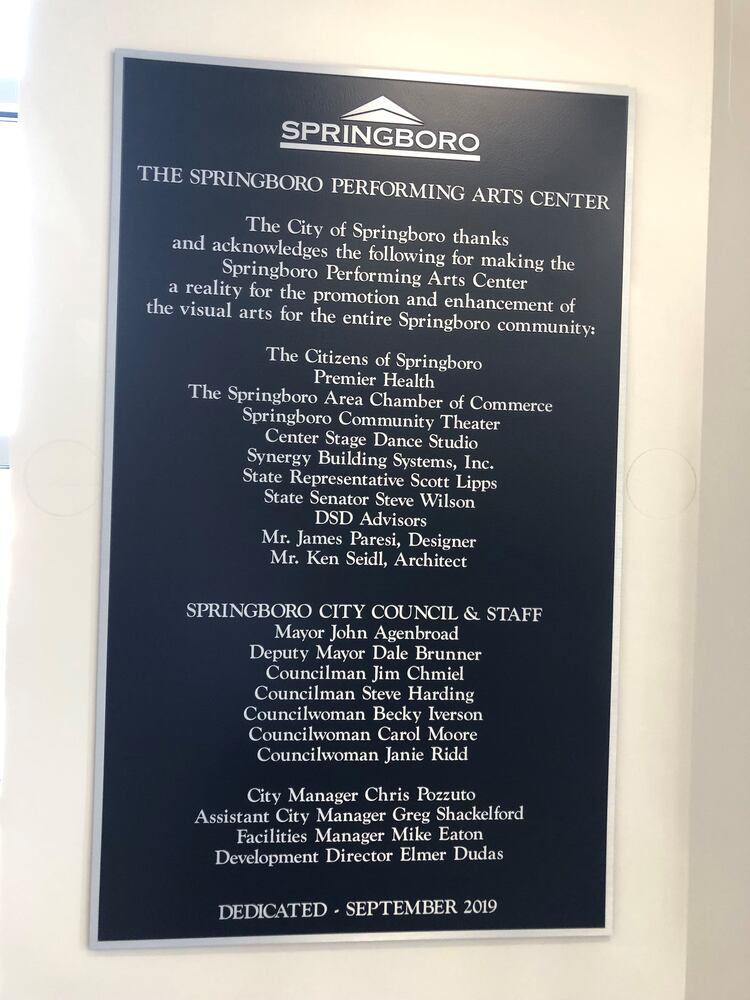 SPRINGBORO
THE SPRINGBORO PERFORMING ARTS CENTER
The City of Springboro thanks
and acknowledges the following for making the
Springboro Performing Arts Center
a reality for the promotion and enhancement of
the visual arts for the entire Springboro community:
The Citizens of Springboro
Premier Health
The Springboro Area Chamber of Commerce
Springboro Community Theater
Center Stage Dance Studio
Synergy Building Systems, Inc.
State Representative Scott Lipps
State Senator Steve Wilson
DSD Advisors
Mr. James Paresi, Designer
Mr. Ken Seidl, Architect
SPRINGBORO CITY COUNCIL & STAFF
Mayor John Agenbroad
Deputy Mayor Dale Brunner
Councilman Jim Chmiel
Councilman Steve Harding
Councilwoman Becky Iverson
Councilwoman Carol Moore
Councilwoman Janie Ridd
City Manager Chris Pozzuto
Assistant City Manager Greg Shackelford
Facilities Manager Mike Eaton
Development Director Elmer Dudas
DEDICATED - SEPTEMBER 2019